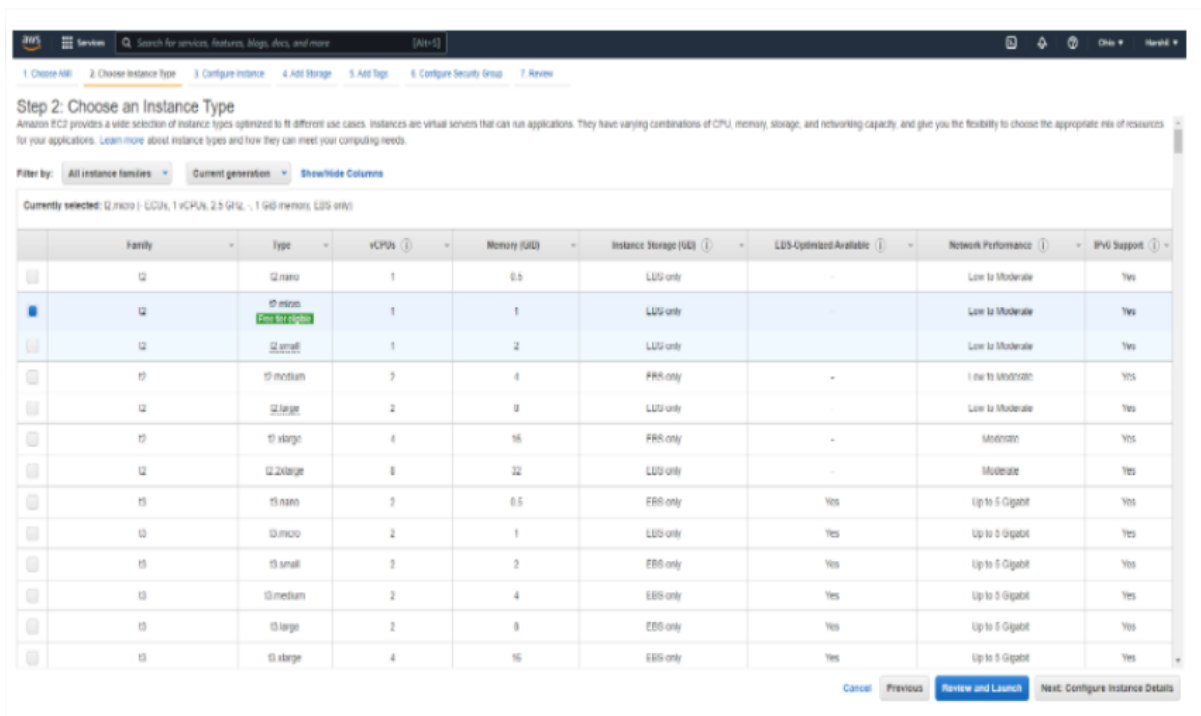 aws Services Search for services, features, blogs, docs, and more [Alt+S] Ohio Harshil
1. Choose AMI 2. Choose Instance Type 3. Configure Instance 4. Add Storage 5. Add Tags 6. Configure Security Group 7. Review
Step 2: Choose an Instance Type
Amazon EC2 provides a wide selection of instance types optimized to fit different use cases. Instances are virtual servers that can run applications. They have varying combinations of CPU, memory, storage, and networking capacity, and give you the flexibility to choose the appropriate mix of resources
for your applications. Learn more about instance types and how they can meet your computing needs.
Filter by: All instance families Current generation Show/Hide Columns
Currently selected: t2.micro (- ECUs, 1 vCPUs, 2.5 GHz, -, 1 GiB memory, EBS only)
Family Type vCPUs Memory (GiB) Instance Storage (GB) EBS-Optimized Available Network Performance IPv6 Support
t2 t2.nano 1 0.5 EBS only - Low to Moderate Yes
t2 t2.micro 1 1 EBS only - Low to Moderate Yes
Free tier eligible
t2 t2.small 1 2 EBS only - Low to Moderate Yes
t2 t2.medium 2 4 EBS only - Low to Moderate Yes
t2 t2.large 2 8 EBS only - Low to Moderate Yes
t2 t2.xlarge 4 16 EBS only - Moderate Yes
t2 t2.2xlarge 8 32 EBS only - Moderate Yes
t3 t3.nano 2 0.5 EBS only Yes Up to 5 Gigabit Yes
t3 t3.micro 2 1 EBS only Yes Up to 5 Gigabit Yes
t3 t3.small 2 2 EBS only Yes Up to 5 Gigabit Yes
t3 t3.medium 2 4 EBS only Yes Up to 5 Gigabit Yes
t3 t3.large 2 8 EBS only Yes Up to 5 Gigabit Yes
t3 t3.xlarge 4 16 EBS only Yes Up to 5 Gigabit Yes
Cancel Previous Review and Launch Next: Configure Instance Details